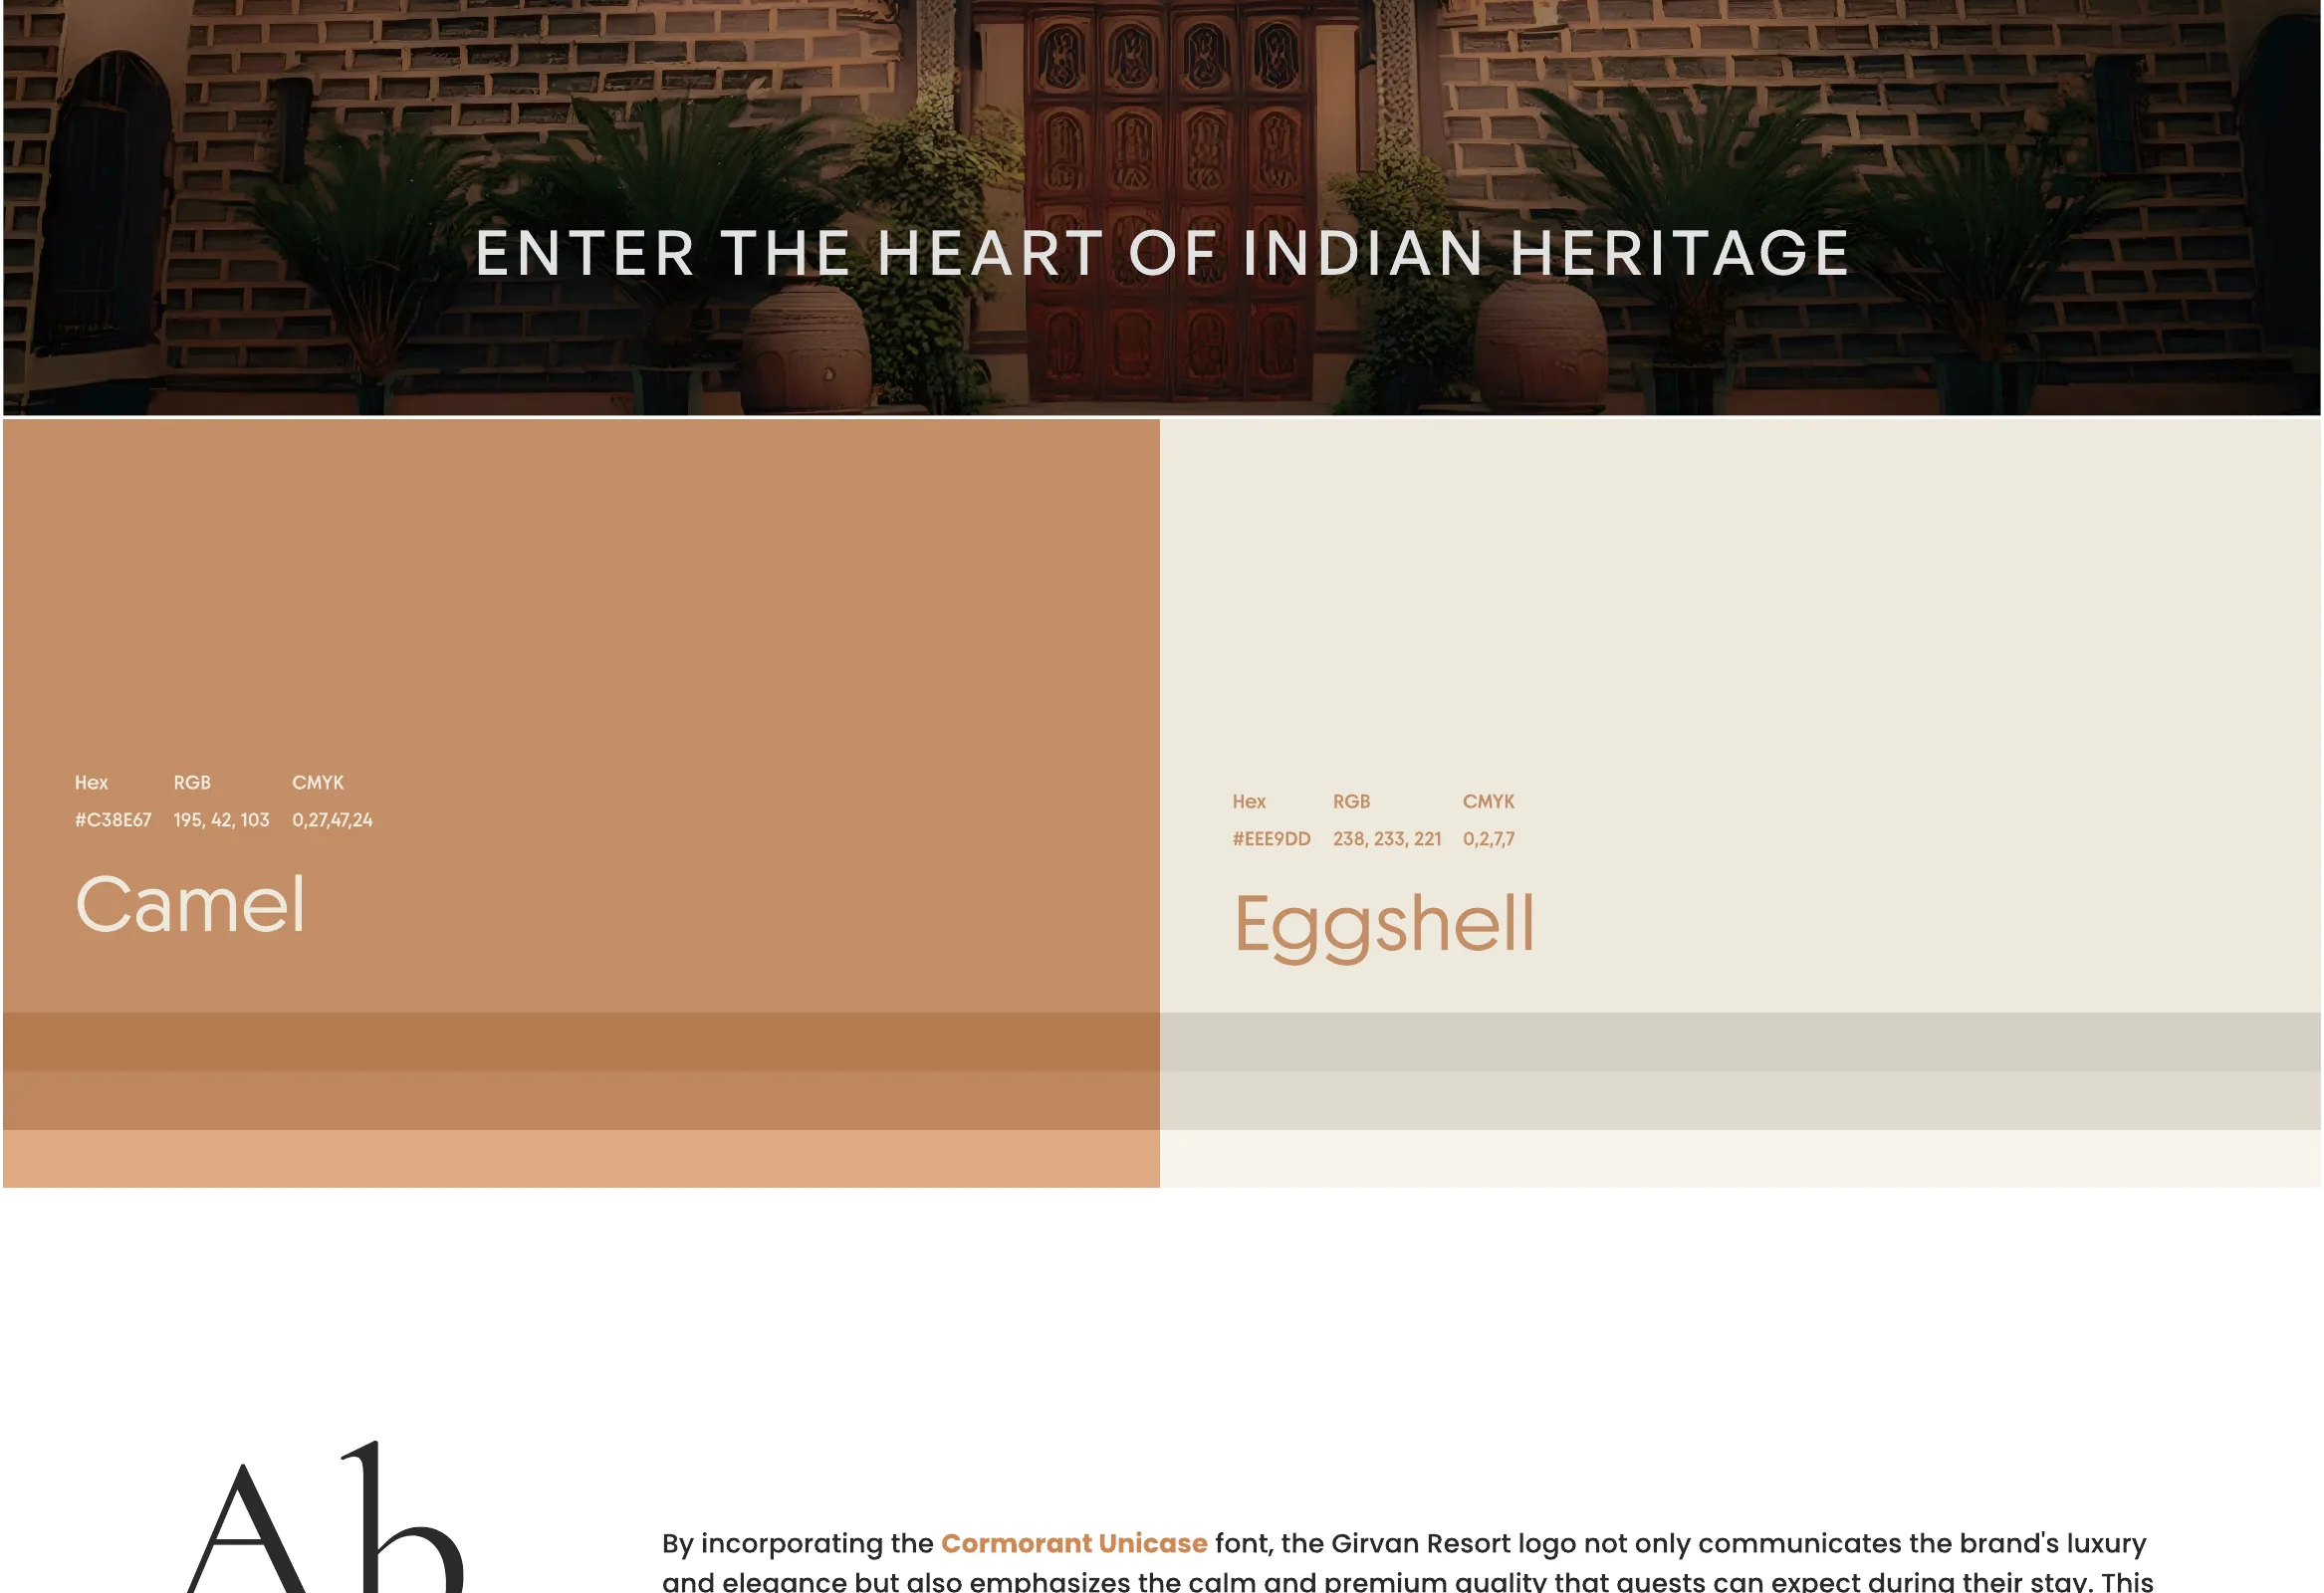 ENTER THE HEART OF INDIAN HERITAGE
Hex RGB CMYK
#C38E67 195, 42, 103 0,27,47,24
Camel
Hex RGB CMYK
#EEE9DD 238, 233, 221 0,2,7,7
Eggshell
Ab
By incorporating the Cormorant Unicase font, the Girvan Resort logo not only communicates the brand's luxury
and elegance but also emphasizes the calm and premium quality that guests can expect during their stay. This